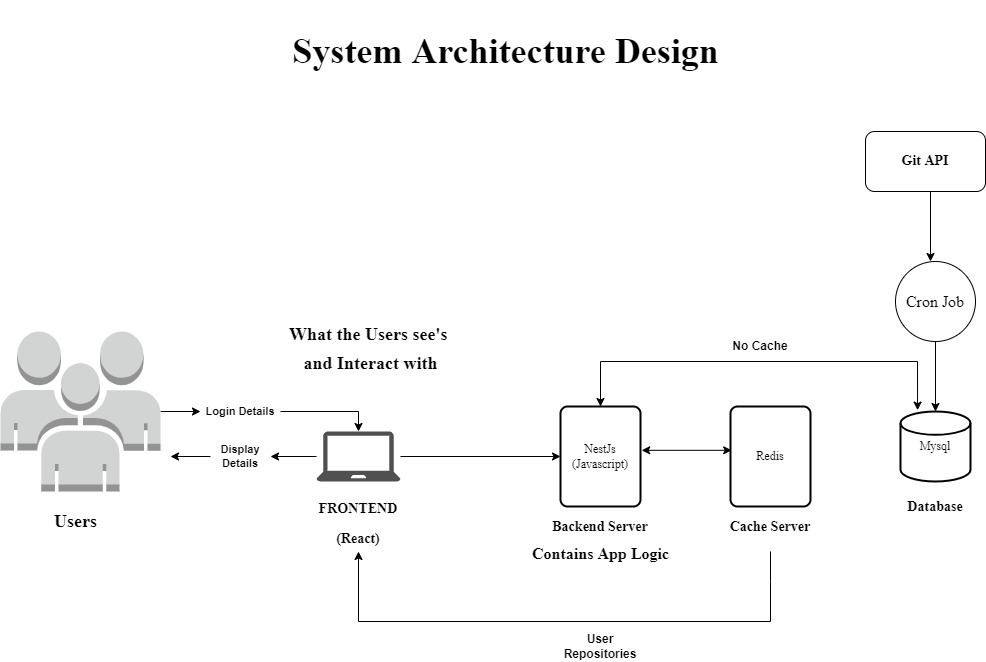 System Architecture Design
Git API
Cron Job
What the Users see's
and Interact with
No Cache
Login Details
Display
Details
NestJs
(Javascript)
Redis
Mysql
Users
FRONTEND
(React)
Backend Server
Contains App Logic
Cache Server
Database
User
Repositories